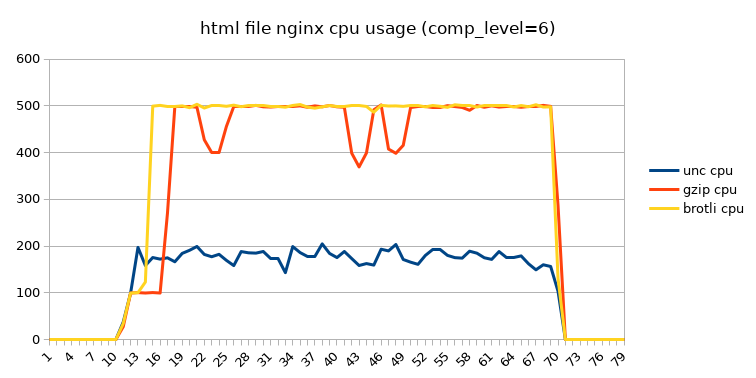 html file nginx cpu usage (comp_level=6)
600
500
400
300
200
100
0
unc cpu
gzip cpu
brotli cpu
1 4 7 10 13 16 19 22 25 28 31 34 37 40 43 46 49 52 55 58 61 64 67 70 73 76 79